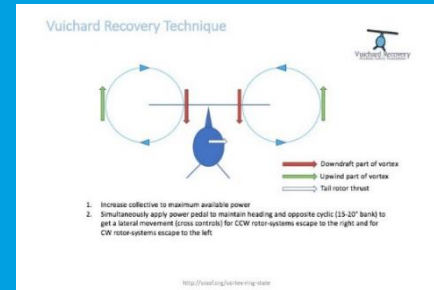 Vuichard Recovery Technique
Vuichard Recovery
Downdraft part of vortex
Upwind part of vortex
Tail rotor thrust
1. Increase collective to maximum available power
2. Simultaneously apply power pedal to maintain heading and opposite cyclic (15-20° bank) to
get a lateral movement (cross controls) for CCW rotor-systems escape to the right and for
CW rotor-systems escape to the left